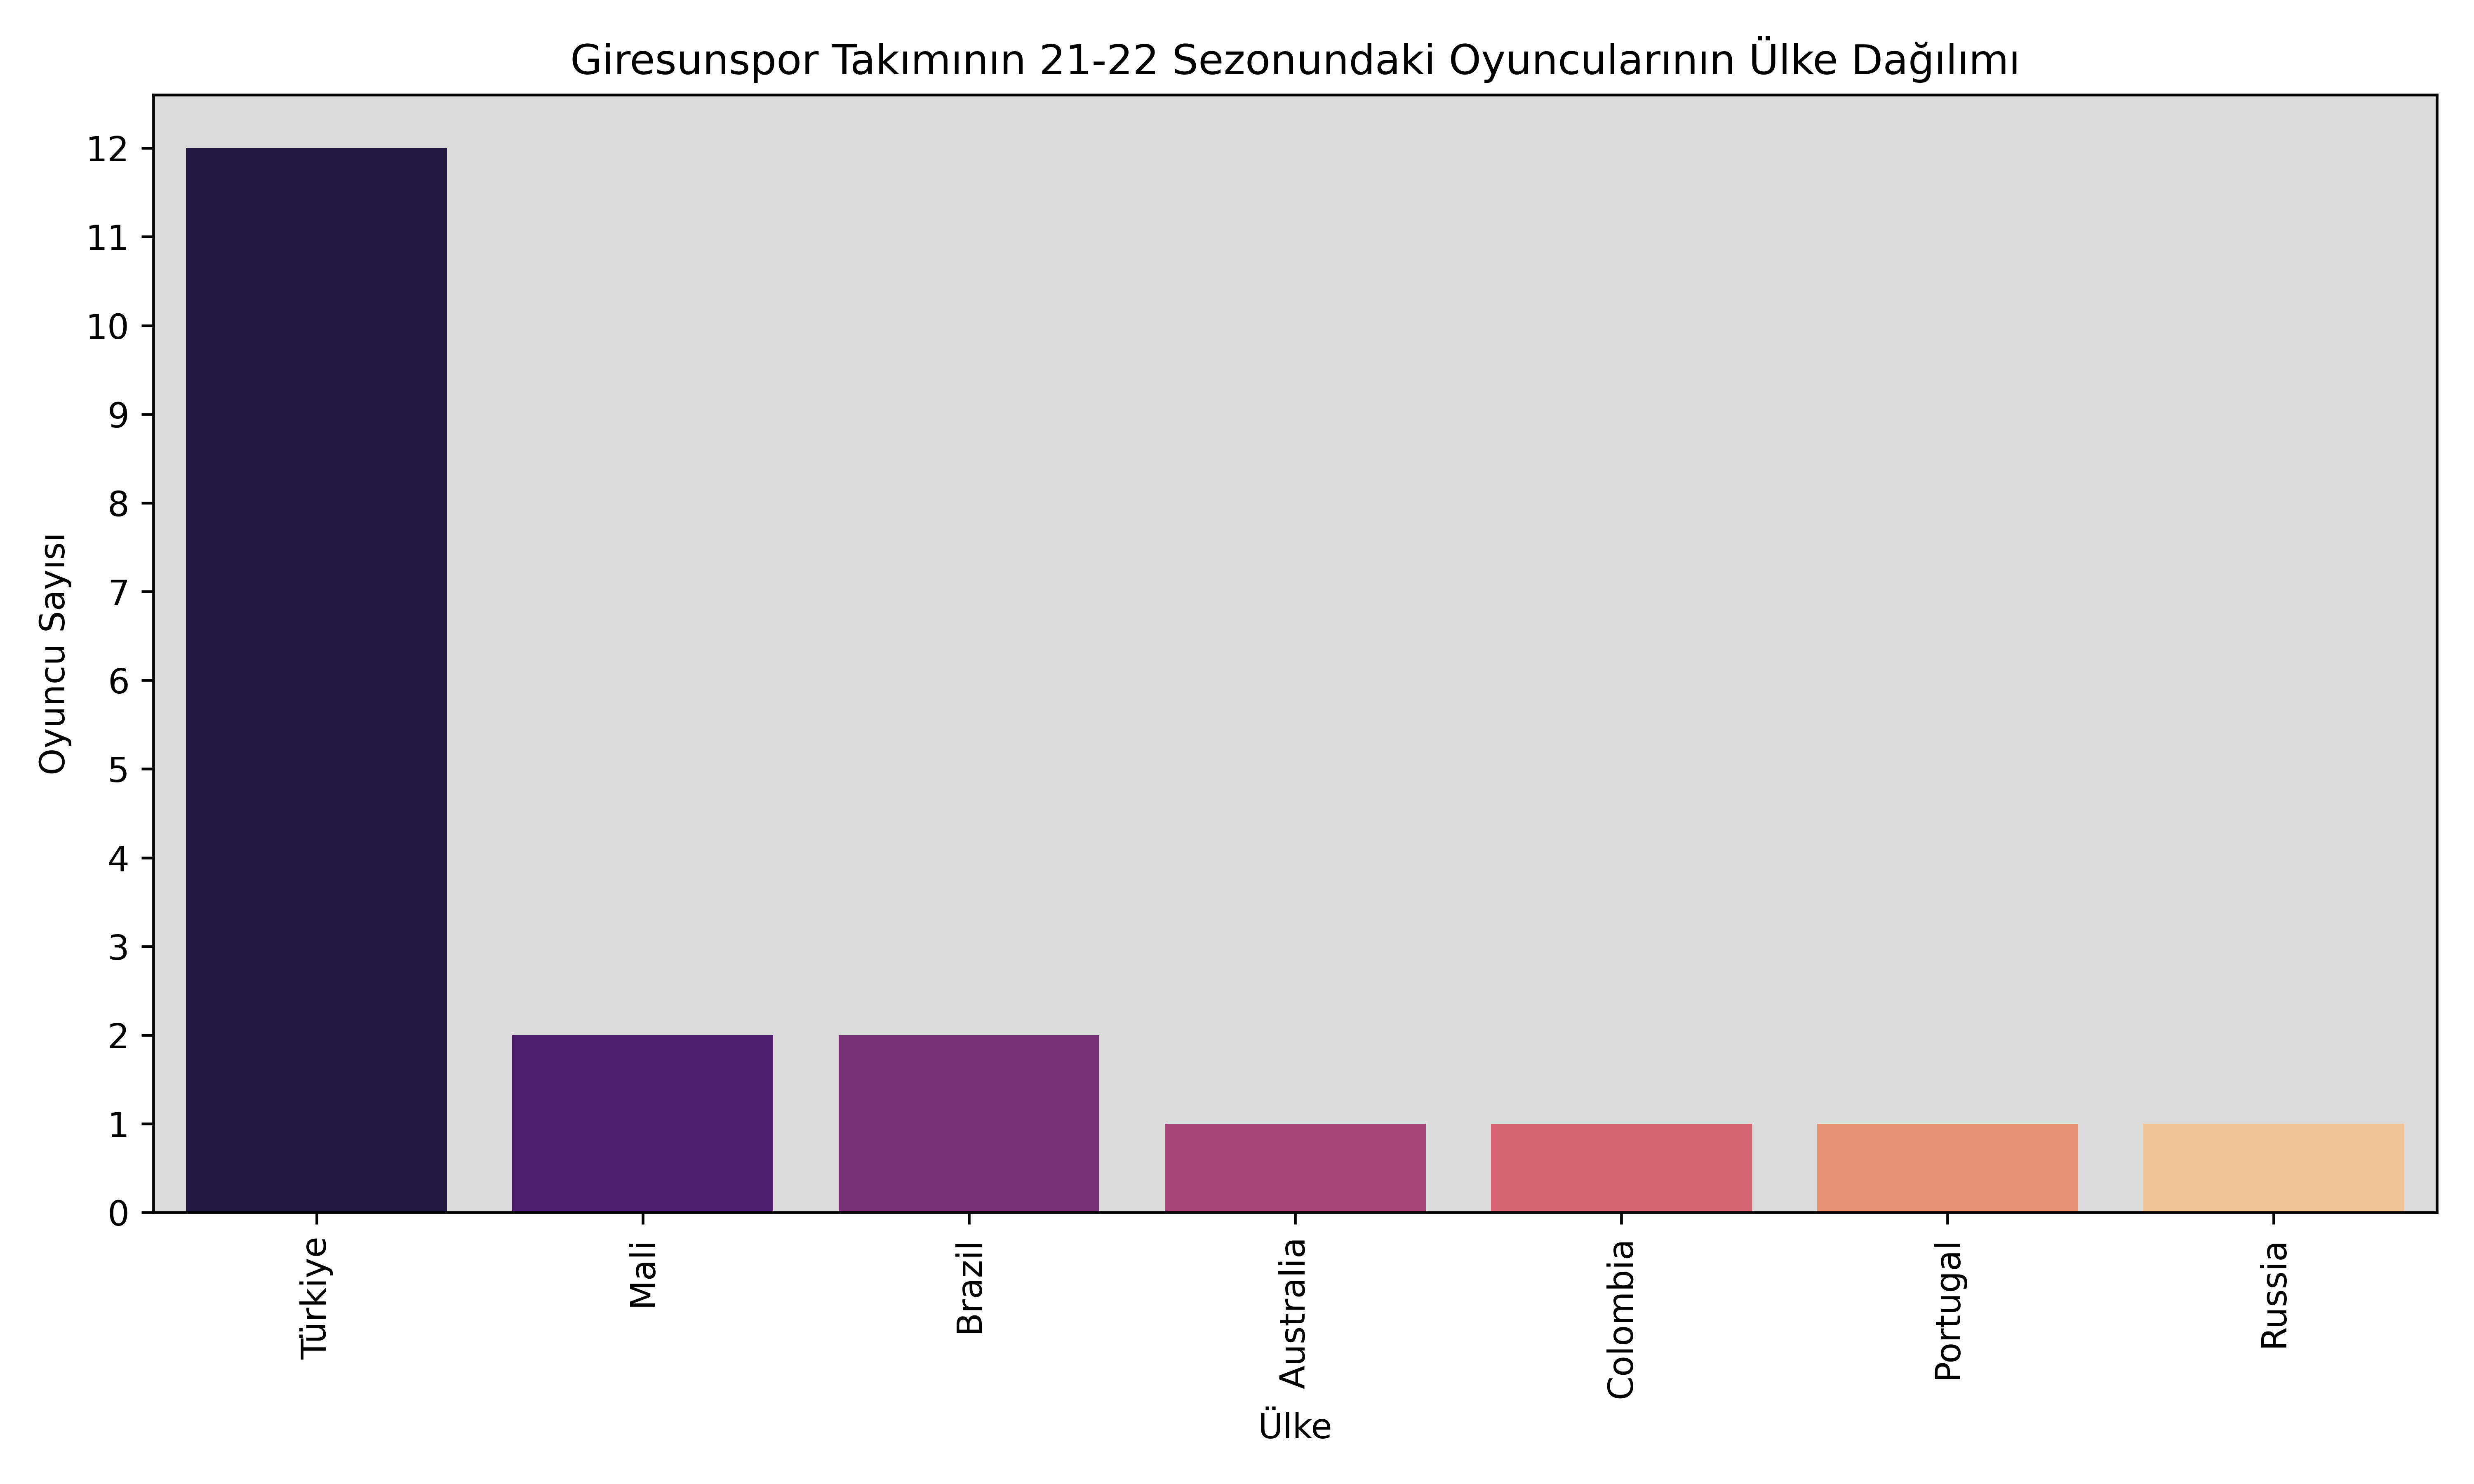 Giresunspor Takımının 21-22 Sezonundaki Oyuncularının Ülke Dağılımı
Oyuncu Sayısı
12
11
10
9
8
7
6
5
4
3
2
1
0
Türkiye
Mali
Brazil
Australia
Colombia
Portugal
Russia
Ülke